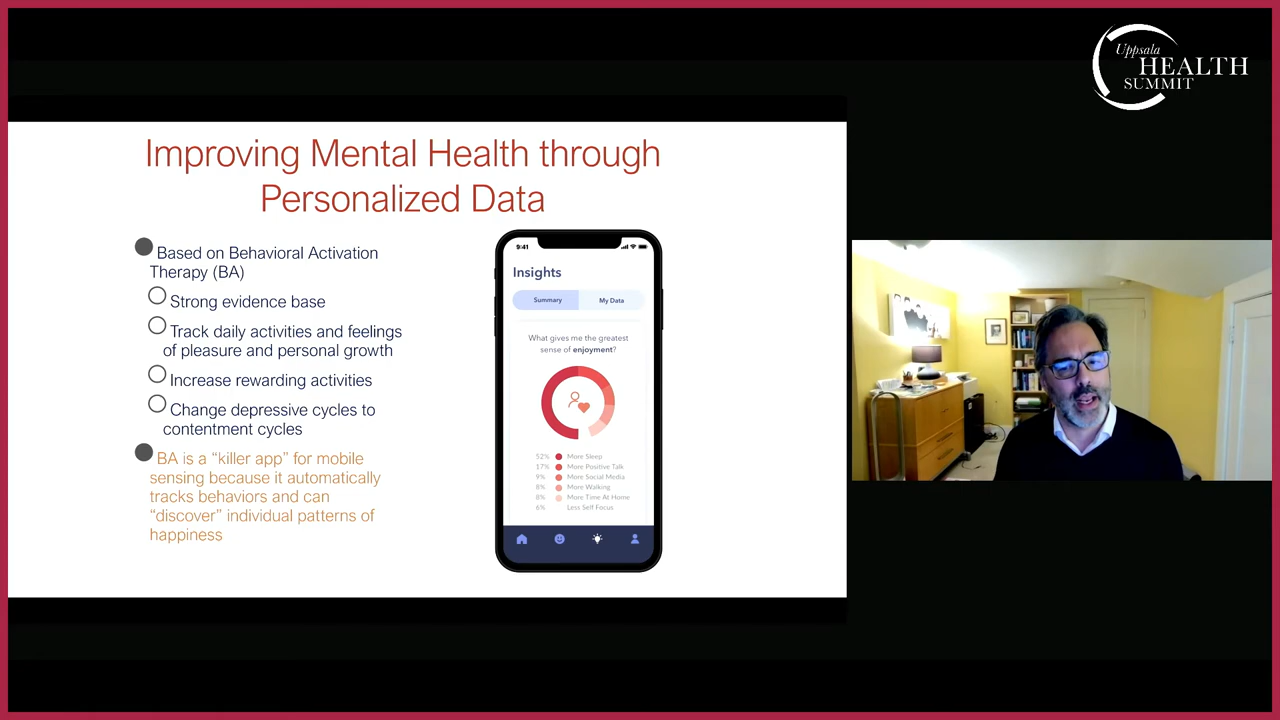 Uppsala
HEALTH
SUMMIT
Improving Mental Health through
Personalized Data
Based on Behavioral Activation
Therapy (BA)
Strong evidence base
Track daily activities and feelings
of pleasure and personal growth
Increase rewarding activities
Change depressive cycles to
contentment cycles
BA is a “killer app” for mobile
sensing because it automatically
tracks behaviors and can
“discover” individual patterns of
happiness
9:41
Insights
Summary My Data
What gives me the greatest
sense of enjoyment?
52% More Sleep
17% More Positive Talk
9% More Social Media
8% More Walking
8% More Time At Home
6% Less Self Focus